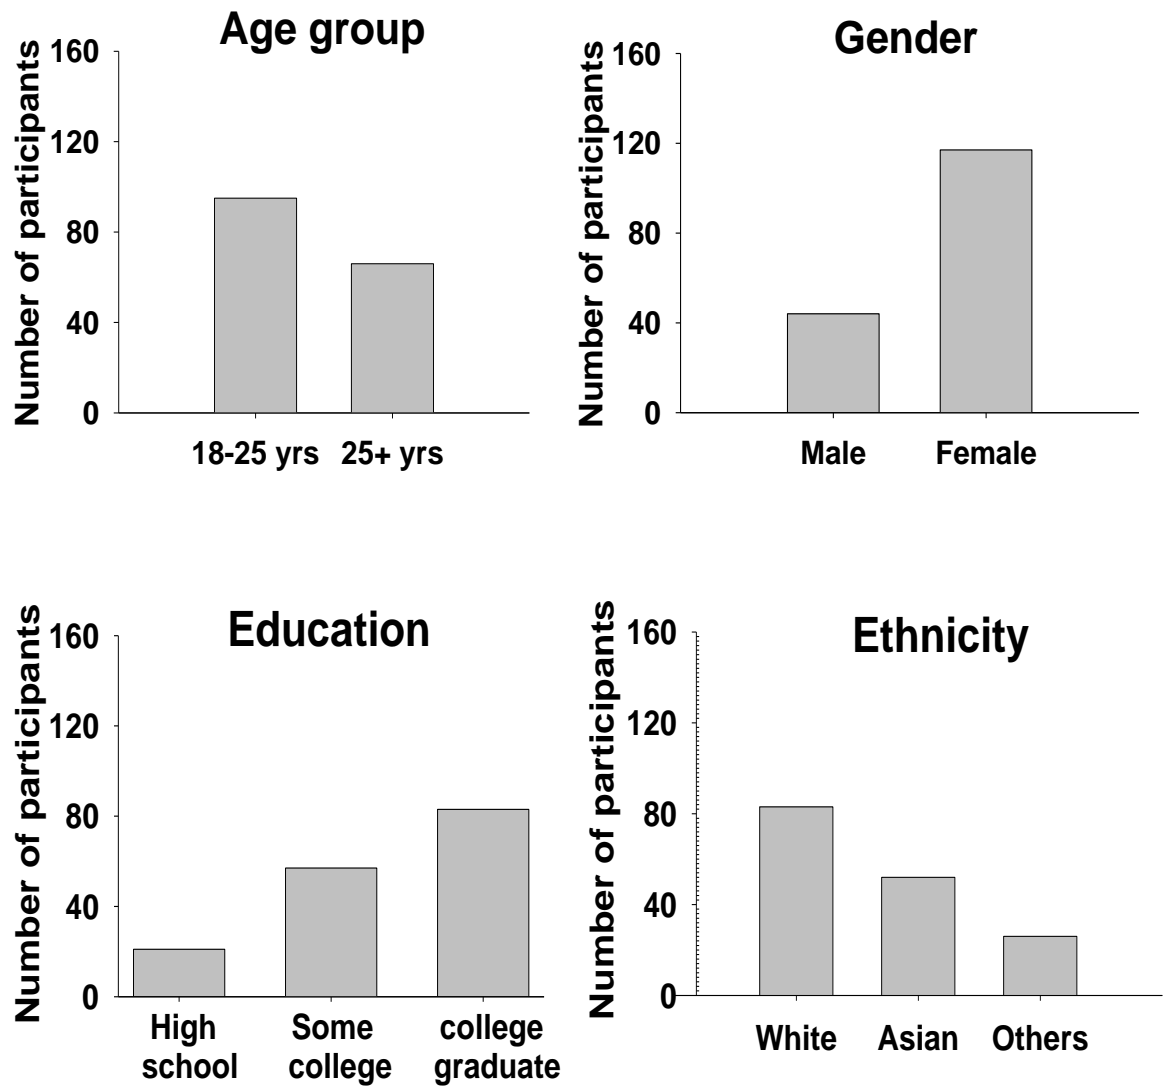 Age group
Number of participants
160
120
80
40
0
18-25 yrs 25+ yrs
Gender
Number of participants
160
120
80
40
0
Male Female
Education
Number of participants
160
120
80
40
0
High Some college
school college graduate
Ethnicity
Number of participants
160
120
80
40
0
White Asian Others